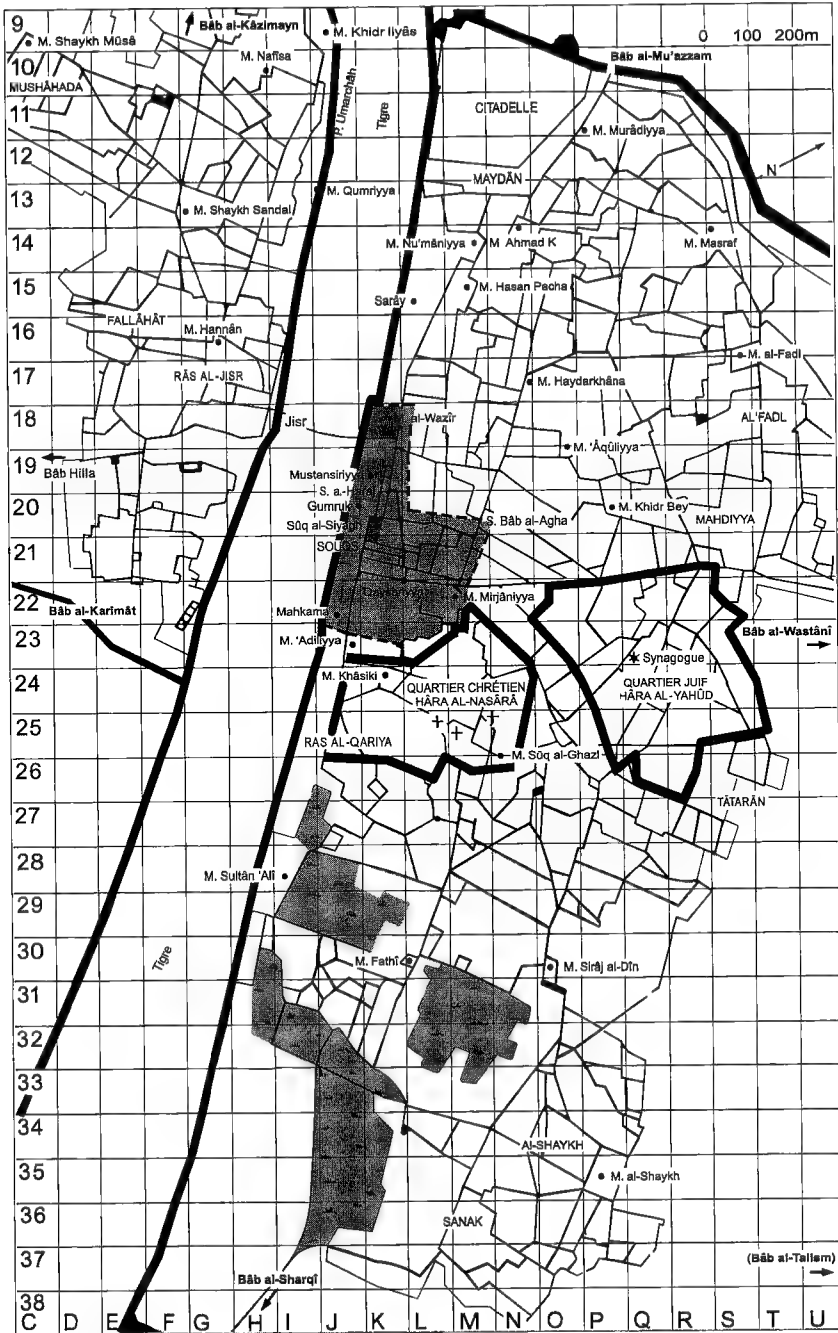 9
Bâb al-Kâzimayn
M. Shaykh Mûsâ
M. Khidr Ilyâs
M. Nafîsa
Bâb al-Mu'azzam
0 100 200m
10
MUSHÂHADA
P. Umarchâh
Tigre
CITADELLE
11
M. Murâdiyya
12
N
MAYDÂN
13
M. Qumriyya
M. Shaykh Sandal
14
M. Nu'mâniyya
M Ahmad K
M. Masraf
15
M. Hasan Pacha
Sarây
16
FALLÂHÂT
M. Hannân
M. al-Fadl
17
RÂS AL-JISR
M. Haydarkhâna
18
Jisr
al-Wazîr
AL'FADL
19
Bâb Hilla
M. 'Âqûliyya
Mustansiriyya
20
S. a.-Haraj
Gumruk
M. Khidr Bey
MAHDIYYA
S. Bâb al-Agha
Sûq al-Siyâgh
21
SOUQS
22
Bâb al-Karîmât
M. Mirjâniyya
Mahkama
Bâb al-Wastânî
23
M. 'Adiliyya
Synagogue
24
M. Khâsiki
QUARTIER CHRÉTIEN
HÂRA AL-NASÂRÂ
QUARTIER JUIF
HÂRA AL-YAHÛD
25
RAS AL-QARIYA
26
M. Sûq al-Ghazl
TÂTARÂN
27
28
M. Sultân 'Alî
29
30
Tigre
M. Fathî
M. Sirâj al-Dîn
31
32
33
34
Al-SHAYKH
35
M. al-Shaykh
36
SANAK
37
Bâb al-Sharqî
(Bâb al-Talism)
38
C D E F G H I J K L M N O P Q R S T U